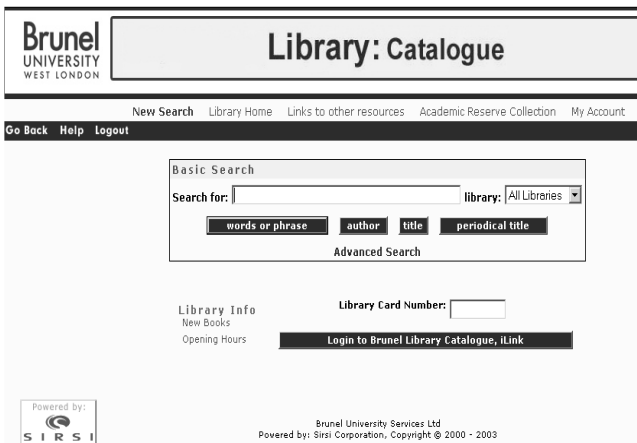 Brunel
UNIVERSITY
WEST LONDON
Library: Catalogue
New Search Library Home Links to other resources Academic Reserve Collection My Account
Go Back Help Logout
Basic Search
Search for: library: All Libraries
words or phrase author title periodical title
Advanced Search
Library Info
New Books
Opening Hours
Library Card Number:
Login to Brunel Library Catalogue, iLink
Powered by:
SIRSI
Brunel University Services Ltd
Powered by: Sirsi Corporation, Copyright © 2000 - 2003